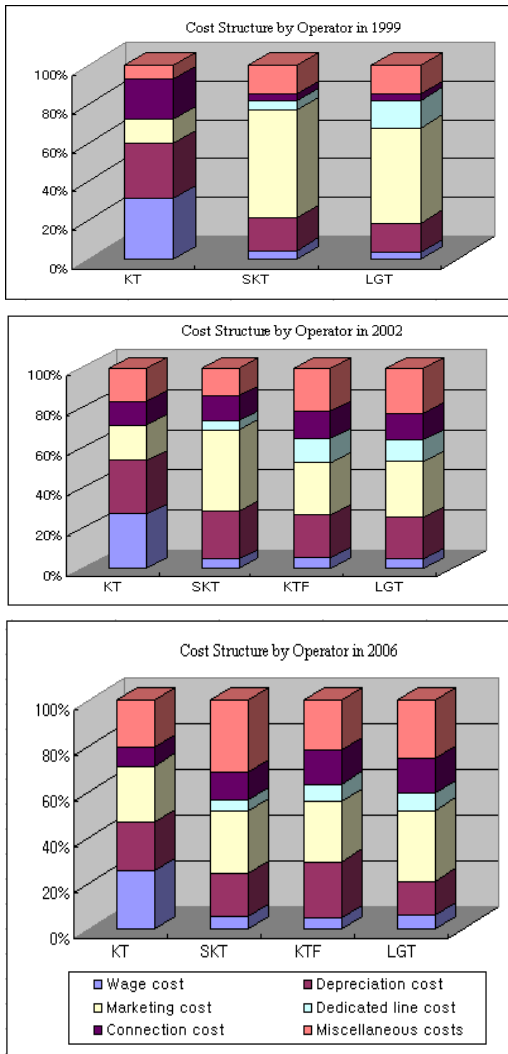 Cost Structure by Operator in 1999
100%
80%
60%
40%
20%
0%
KT SKT LGT
Cost Structure by Operator in 2002
100%
80%
60%
40%
20%
0%
KT SKT KTF LGT
Cost Structure by Operator in 2006
100%
80%
60%
40%
20%
0%
KT SKT KTF LGT
Wage cost Depreciation cost
Marketing cost Dedicated line cost
Connection cost Miscellaneous costs